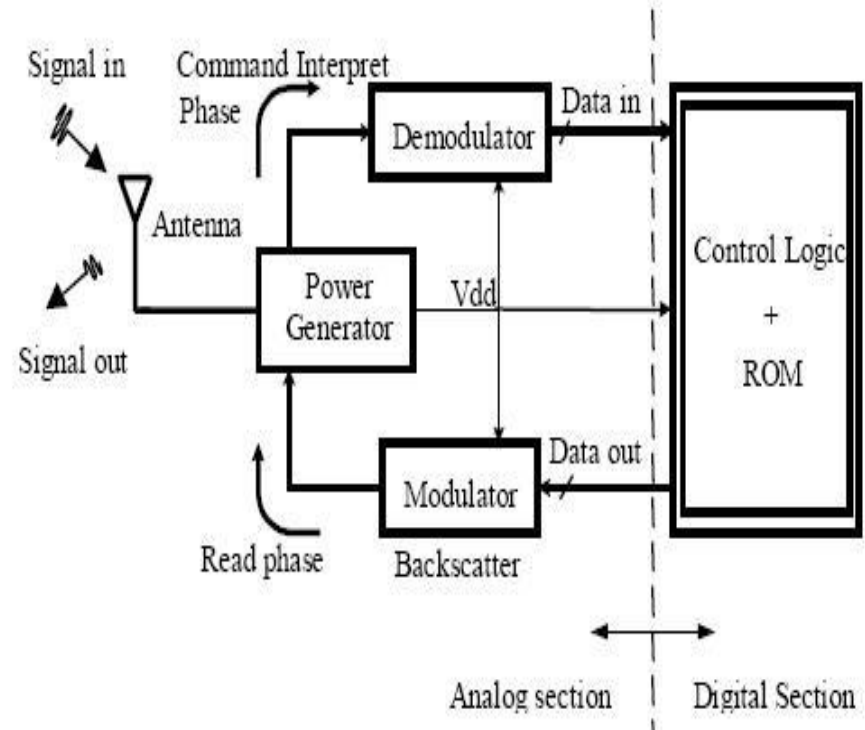 Signal in
Command Interpret
Phase
Demodulator
Data in
Antenna
Power
Generator
Vdd
Control Logic
+
ROM
Signal out
Data out
Modulator
Read phase
Backscatter
Analog section
Digital Section